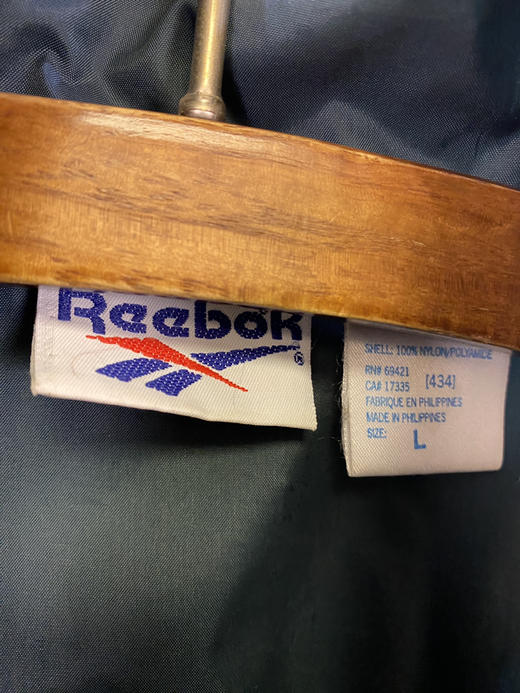 Reebok
®
SHELL: 100% NYLON/POLYAMIDE
RN# 69421
CA# 17335 [434]
FABRIQUE EN PHILIPPINES
MADE IN PHILIPPINES
SIZE: L